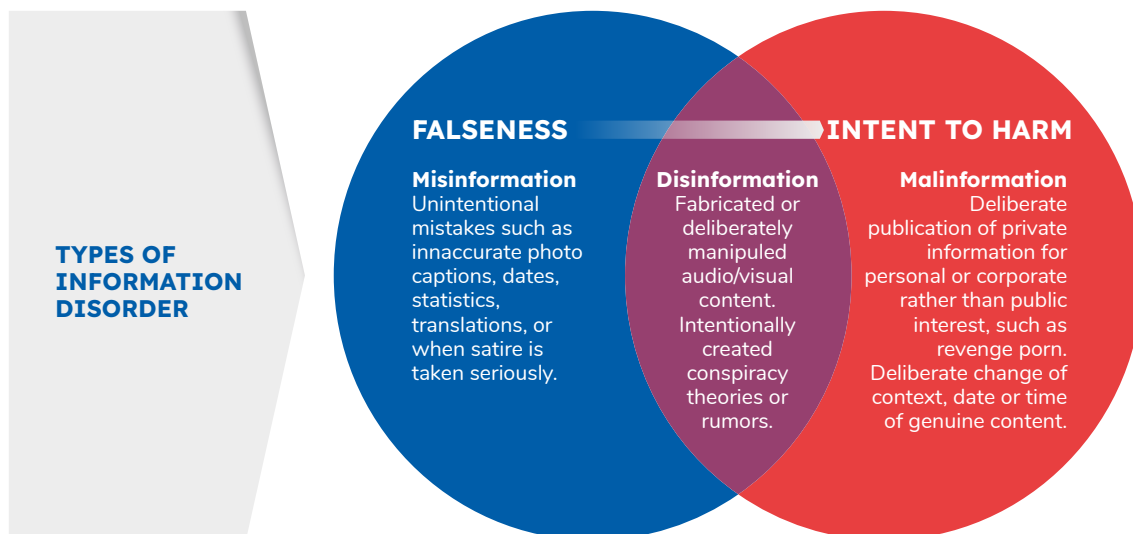 TYPES OF
INFORMATION
DISORDER
FALSENESS
INTENT TO HARM
Misinformation
Unintentional
mistakes such as
innaccurate photo
captions, dates,
statistics,
translations, or
when satire is
taken seriously.
Disinformation
Fabricated or
deliberately
manipuled
audio/visual
content.
Intentionally
created
conspiracy
theories or
rumors.
Malinformation
Deliberate
publication of private
information for
personal or corporate
rather than public
interest, such as
revenge porn.
Deliberate change of
context, date or time
of genuine content.